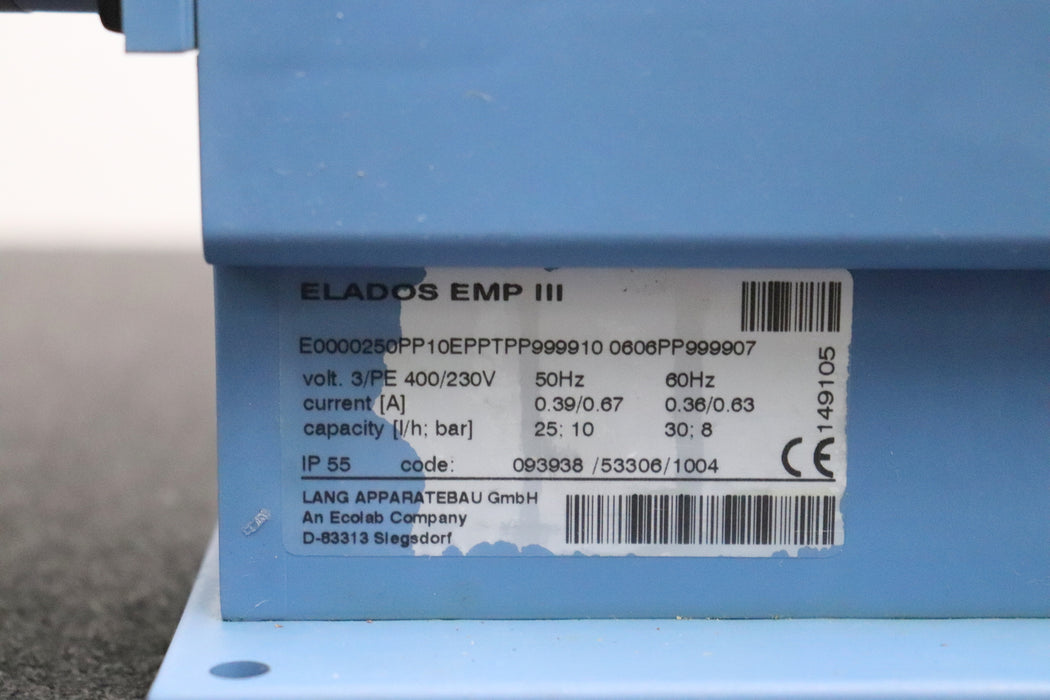 ELADOS EMP III
E0000250PP10EPPTPP999910 0606PP999907
volt. 3/PE 400/230V 50Hz 60Hz
current [A] 0.39/0.67 0.36/0.63
capacity [l/h; bar] 25; 10 30; 8
149105
IP 55 code: 093938 /53306/1004 CE
LANG APPARATEBAU GmbH
An Ecolab Company
D-83313 Siegsdorf